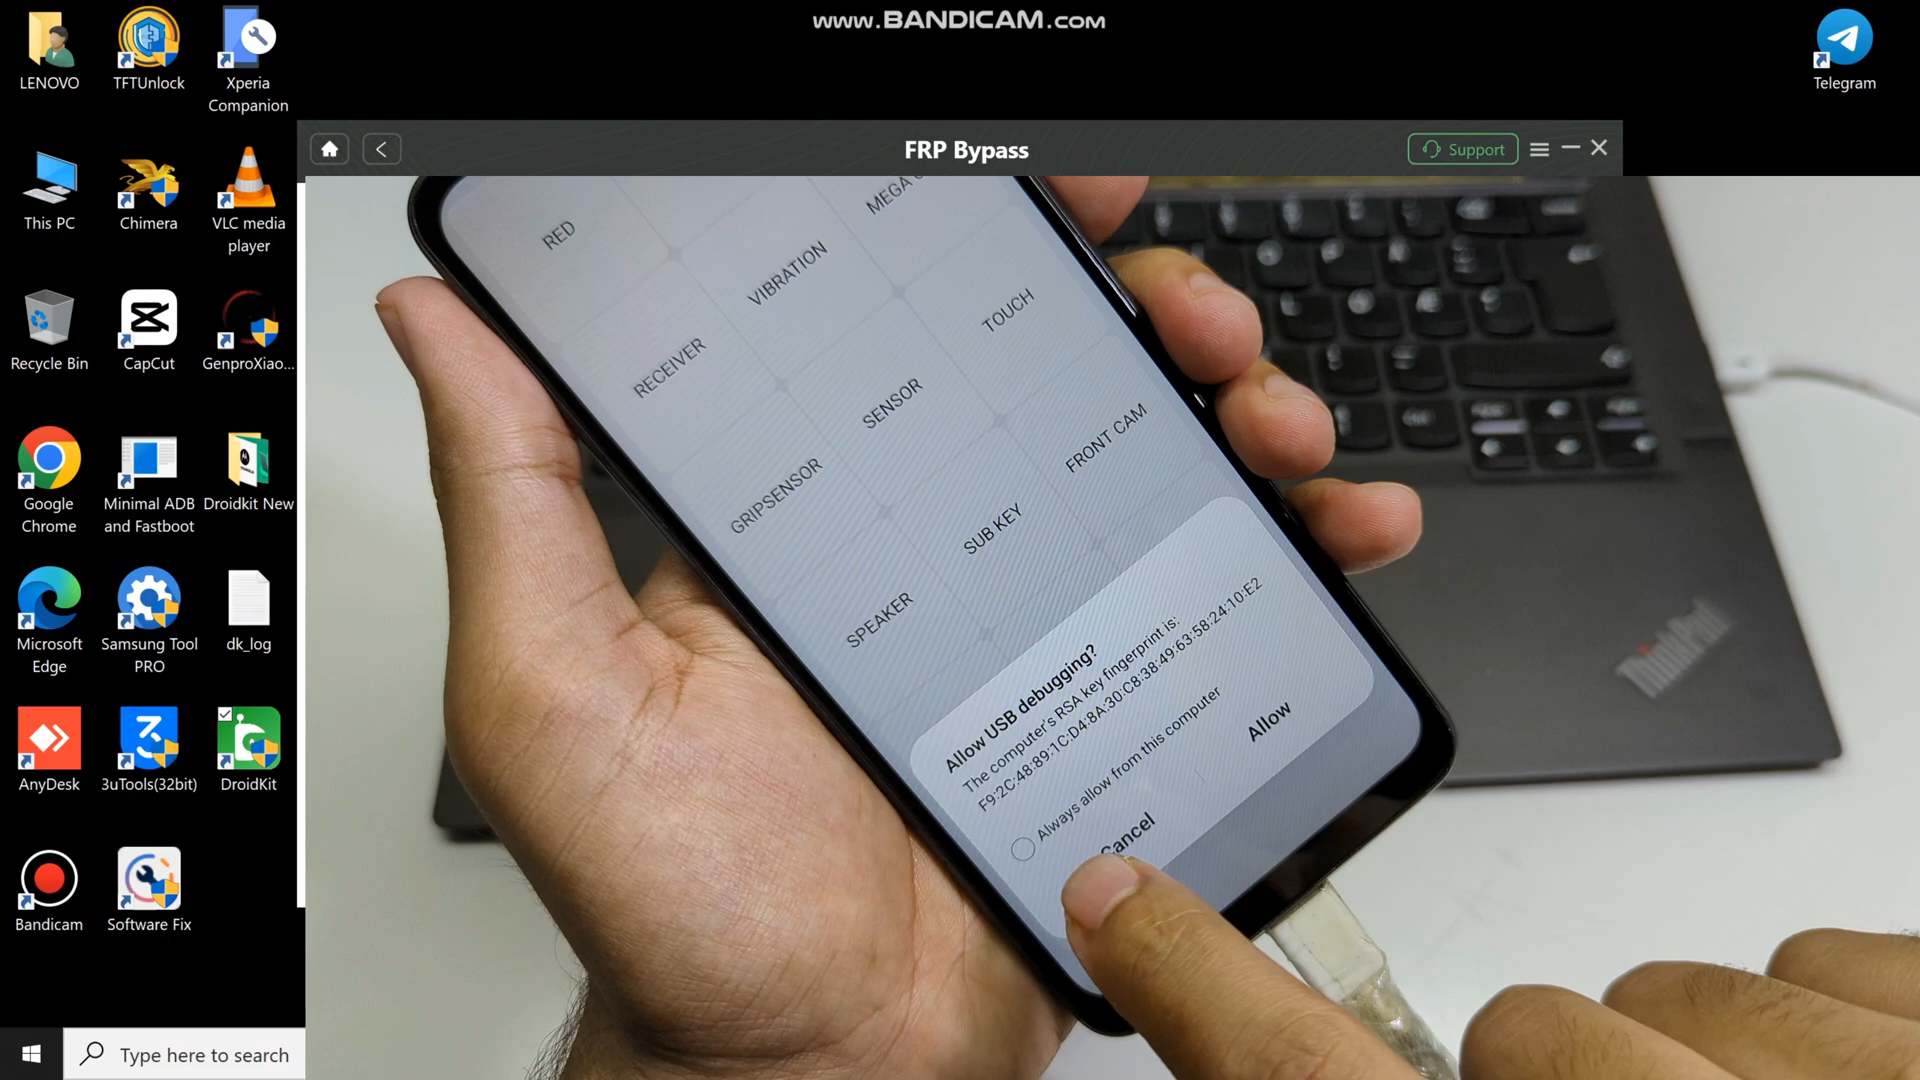 www.BANDICAM.com
LENOVO
TFTUnlock
Xperia
Companion
Telegram
FRP Bypass
Support
This PC
Chimera
VLC media
player
Recycle Bin
CapCut
GenproXiao...
Google
Chrome
Minimal ADB
and Fastboot
Droidkit New
Microsoft
Edge
Samsung Tool
PRO
dk_log
AnyDesk
3uTools(32bit)
DroidKit
Bandicam
Software Fix
Type here to search
RED
VIBRATION
RECEIVER
TOUCH
SENSOR
GRIPSENSOR
FRONT CAM
SUB KEY
SPEAKER
Allow USB debugging?
The computer's RSA key fingerprint is:
F9:2C:48:89:1C:D4:8A:30:C8:38:49:63:58:24:10:E2
Always allow from this computer
Cancel
Allow
ThinkPad
MEGA